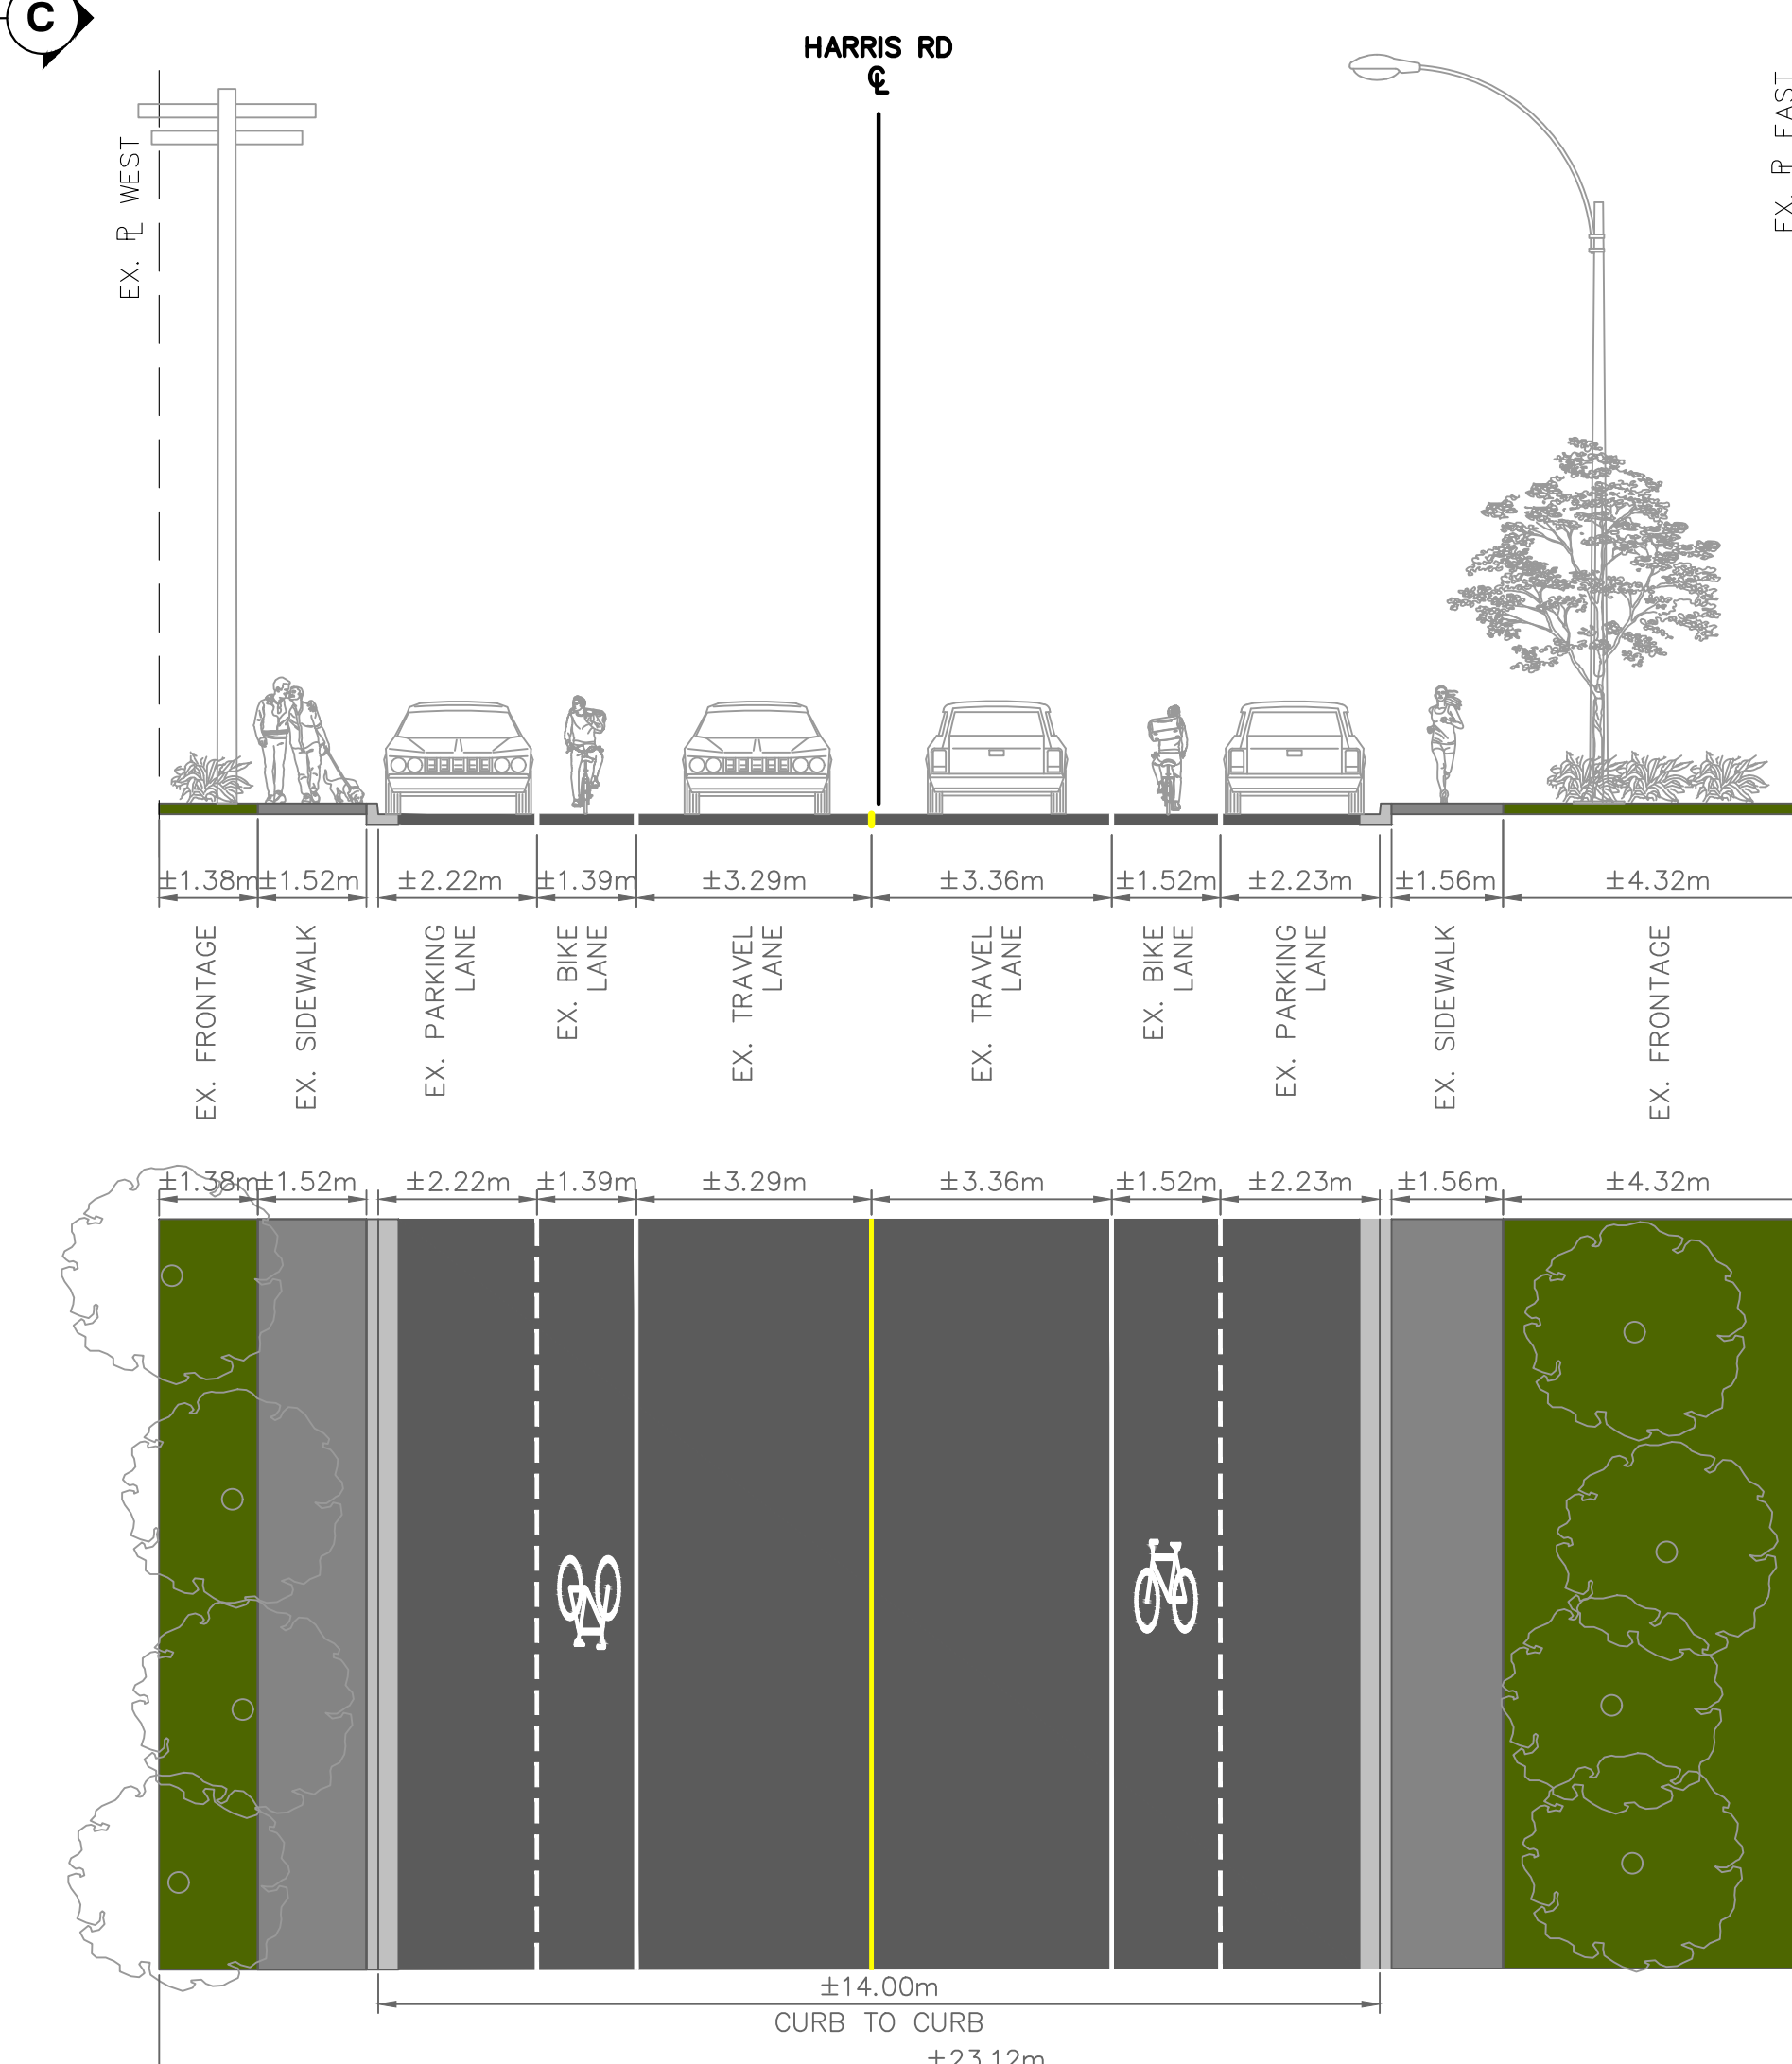 C
HARRIS RD
℄
EX. ⅊ WEST
EX. ⅊ EAST
±1.38m ±1.52m ±2.22m ±1.39m ±3.29m ±3.36m ±1.52m ±2.23m ±1.56m ±4.32m
EX. FRONTAGE
EX. SIDEWALK
EX. PARKING
LANE
EX. BIKE
LANE
EX. TRAVEL
LANE
EX. TRAVEL
LANE
EX. BIKE
LANE
EX. PARKING
LANE
EX. SIDEWALK
EX. FRONTAGE
±1.38m ±1.52m ±2.22m ±1.39m ±3.29m ±3.36m ±1.52m ±2.23m ±1.56m ±4.32m
±14.00m
CURB TO CURB
±23.12m